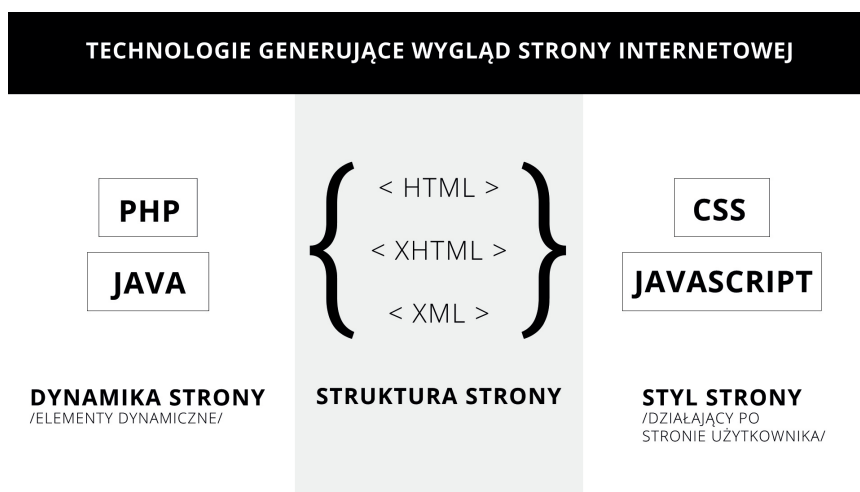 TECHNOLOGIE GENERUJĄCE WYGLĄD STRONY INTERNETOWEJ
PHP
JAVA
DYNAMIKA STRONY
/ELEMENTY DYNAMICZNE/
{ < HTML > }
< XHTML >
< XML >
STRUKTURA STRONY
CSS
JAVASCRIPT
STYL STRONY
/DZIAŁAJĄCY PO
STRONIE UŻYTKOWNIKA/